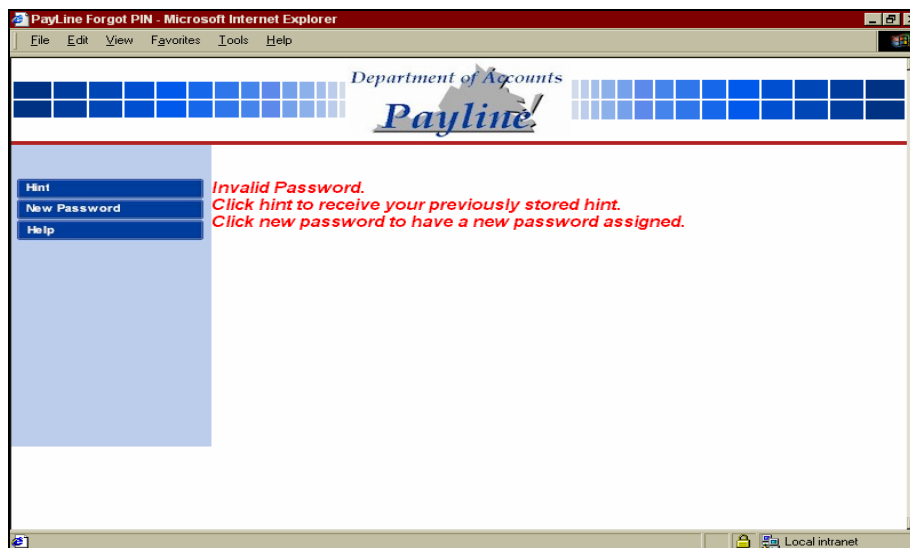 PayLine Forgot PIN - Microsoft Internet Explorer
File Edit View Favorites Tools Help
Department of Accounts
Payline!
Hint
New Password
Help
Invalid Password.
Click hint to receive your previously stored hint.
Click new password to have a new password assigned.
Local intranet